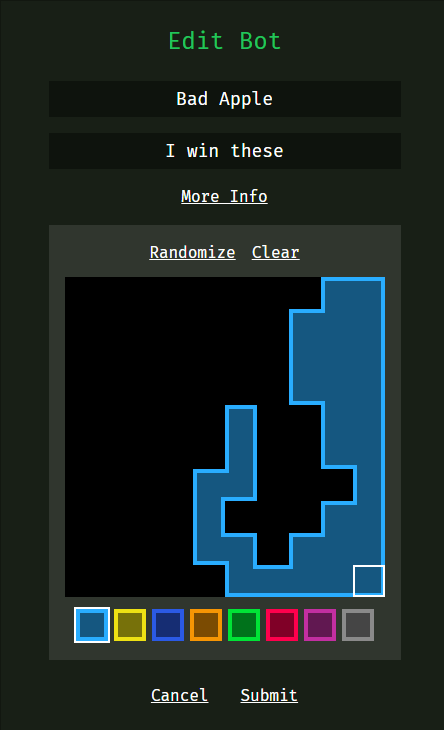 Edit Bot
Bad Apple
I win these
More Info
Randomize Clear
Cancel Submit